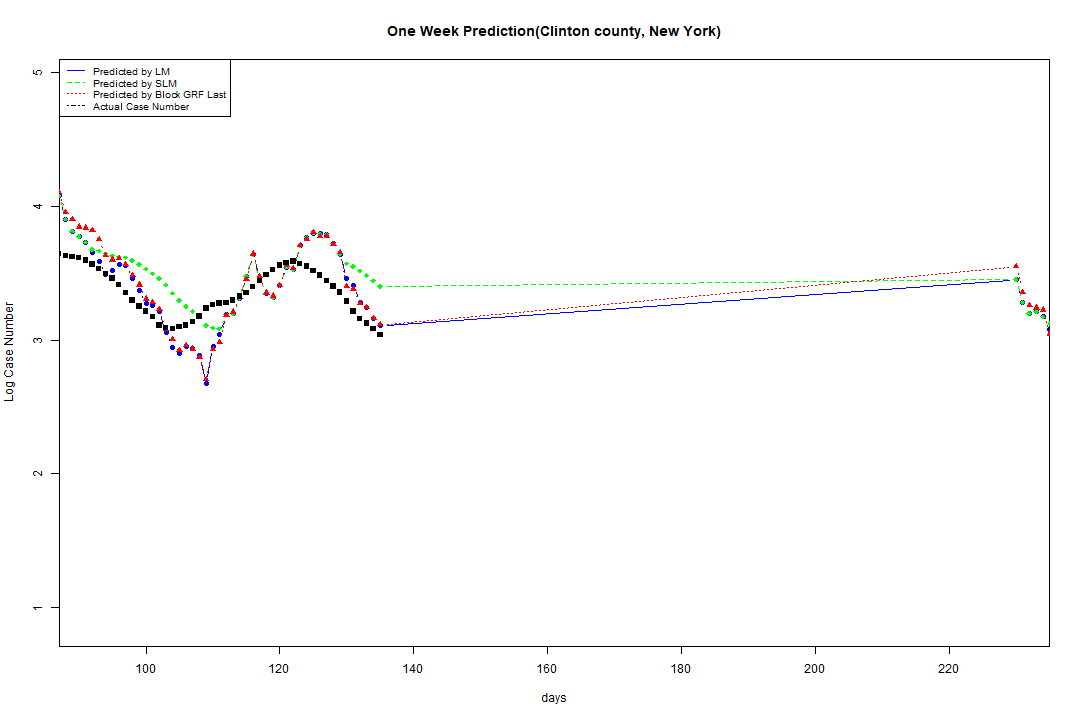 One Week Prediction(Clinton county, New York)
Predicted by LM
Predicted by SLM
Predicted by Block GRF Last
Actual Case Number
5
4
3
2
1
Log Case Number
100 120 140 160 180 200 220
days